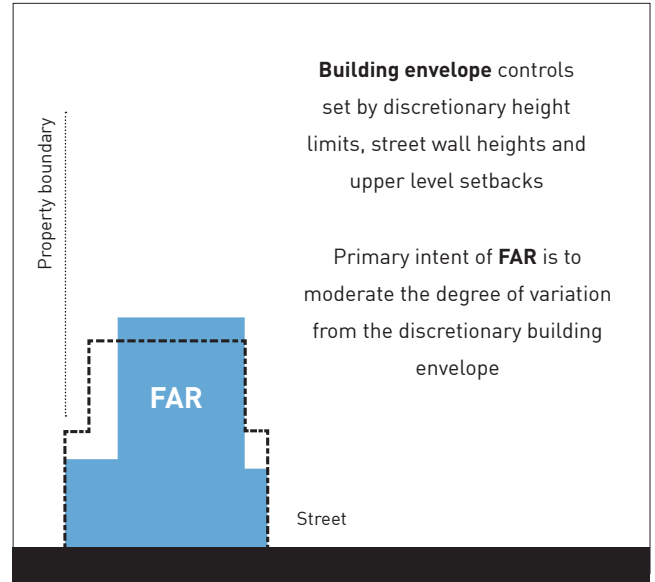 Building envelope controls
set by discretionary height
limits, street wall heights and
upper level setbacks
Property boundary
Primary intent of FAR is to
moderate the degree of variation
from the discretionary building
envelope
FAR
Street